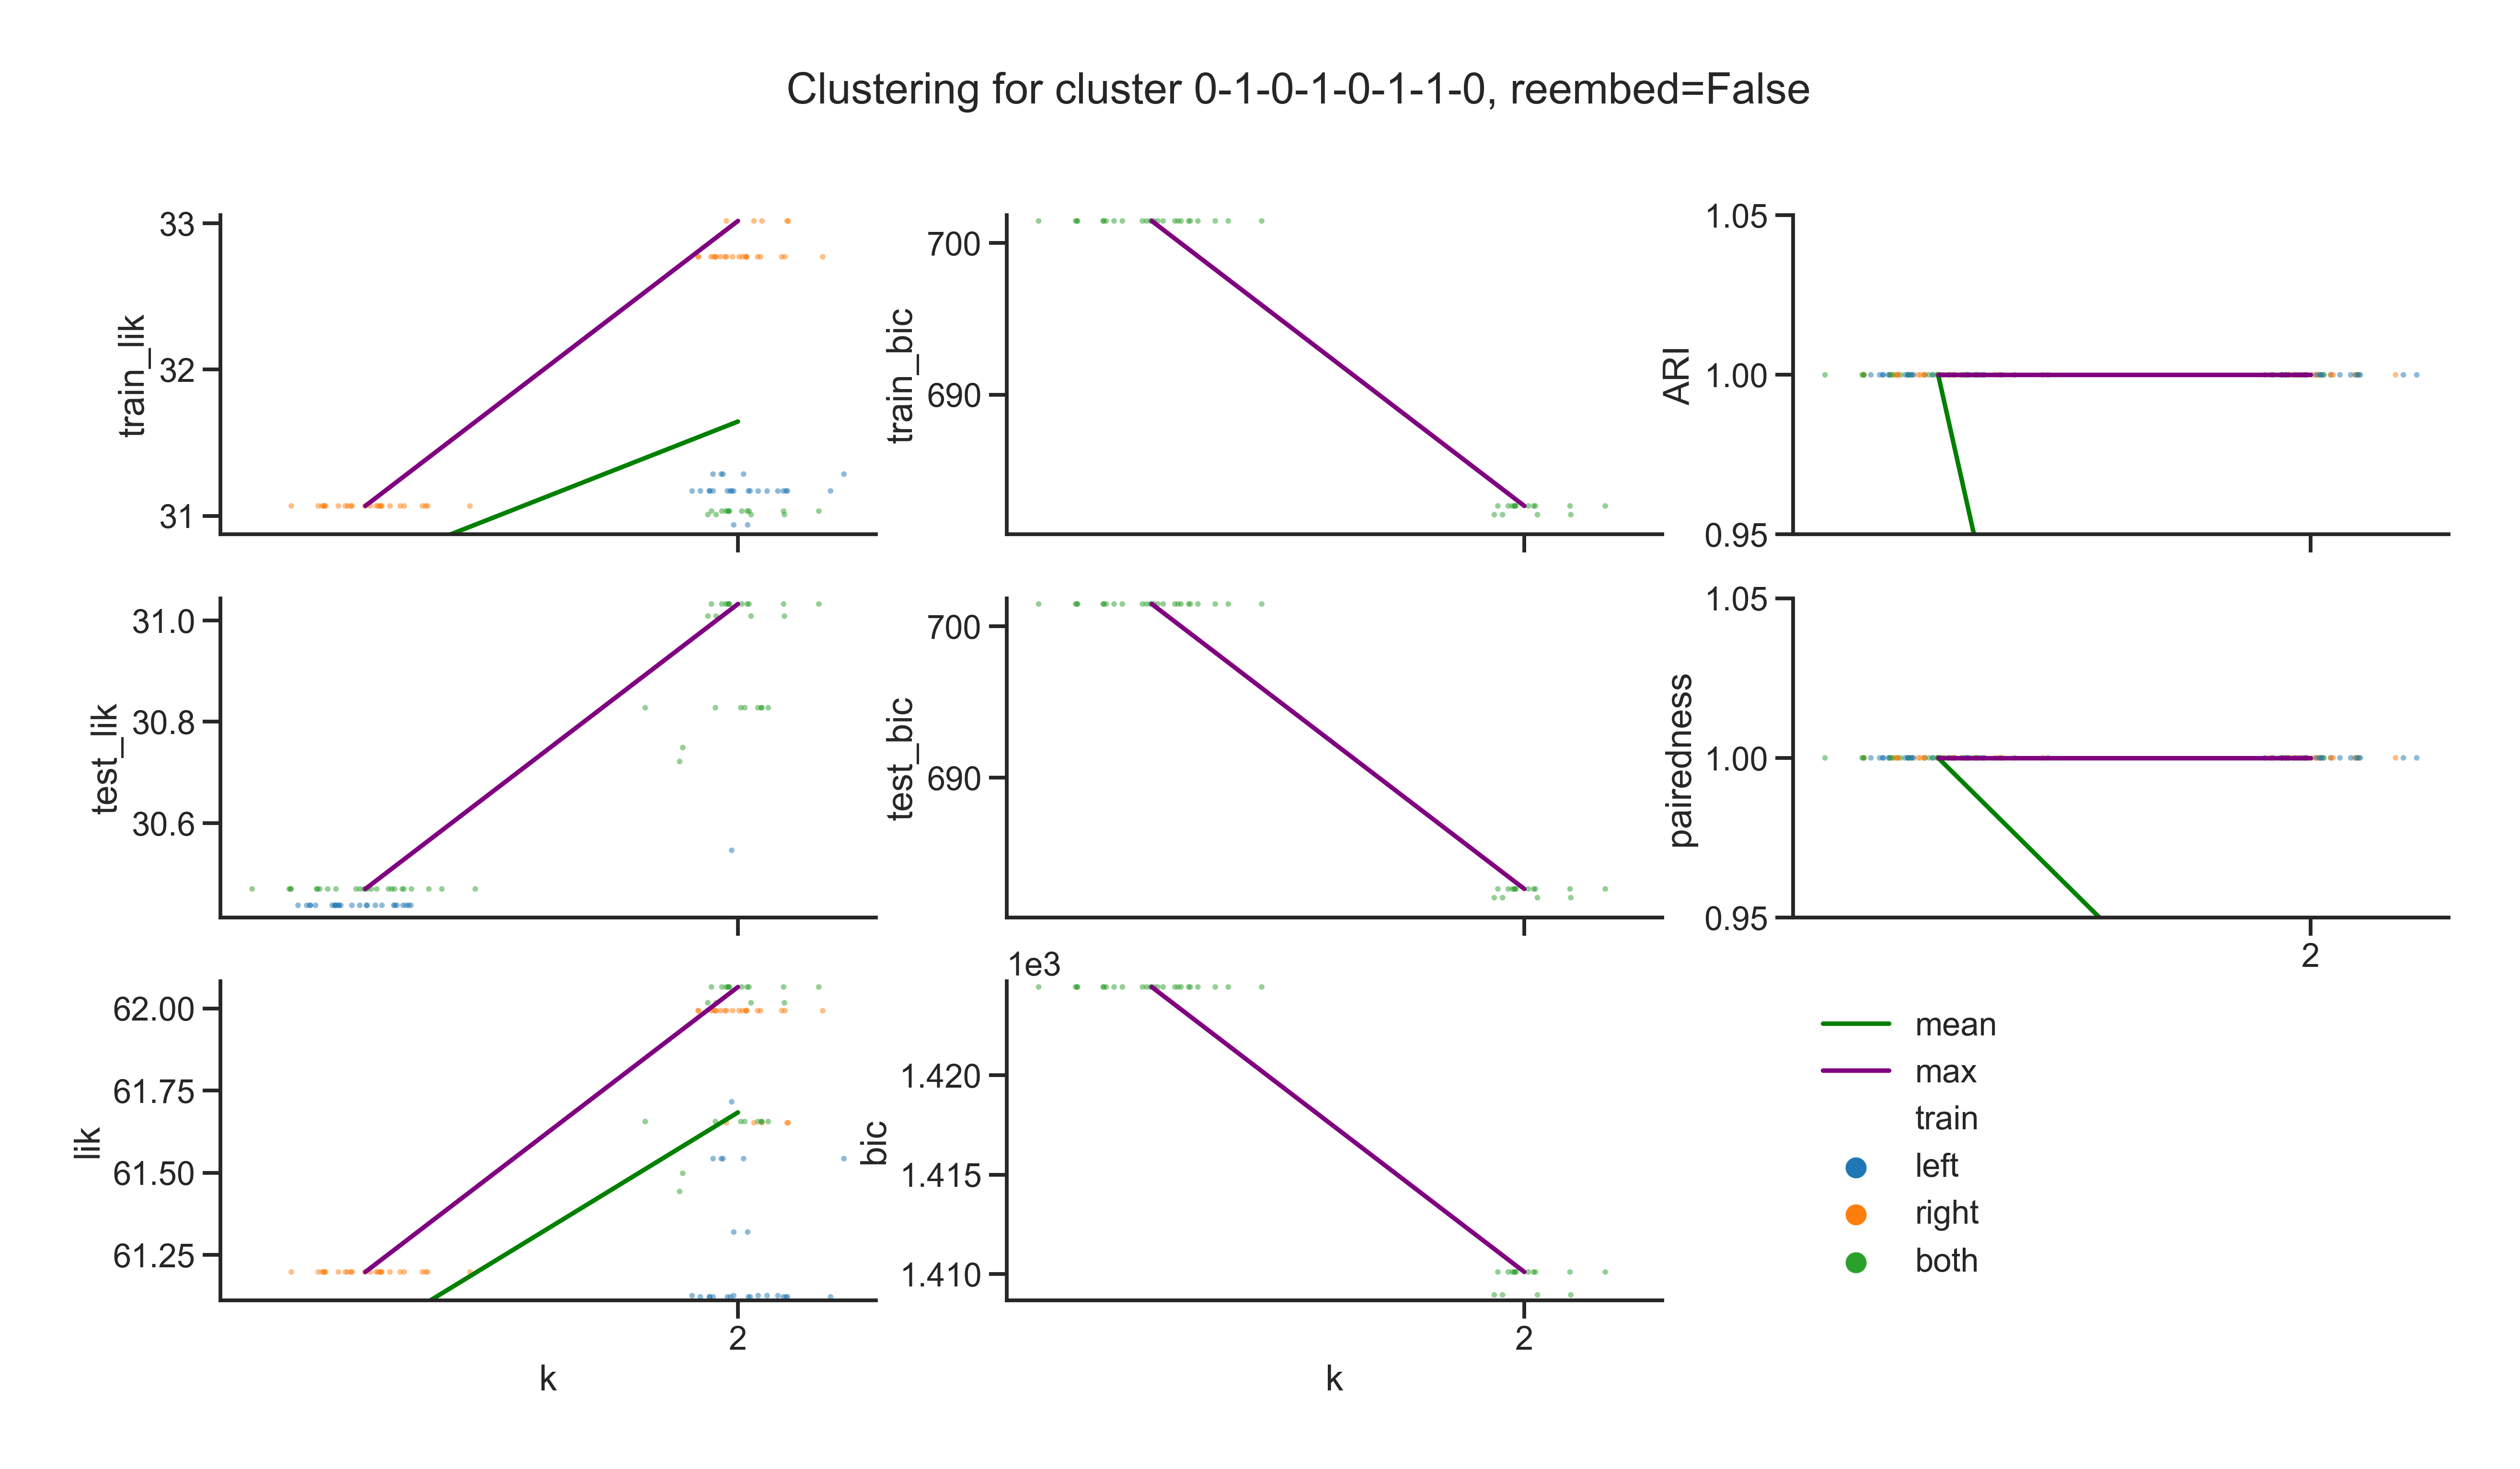 Clustering for cluster 0-1-0-1-0-1-1-0, reembed=False
33
32
31
train_lik
700
690
train_bic
1.05
1.00
0.95
ARI
31.0
30.8
30.6
test_lik
700
690
test_bic
1.05
1.00
0.95
pairedness
2
62.00
61.75
61.50
61.25
lik
2
k
1e3
1.420
1.415
1.410
bic
2
k
mean
max
train
left
right
both